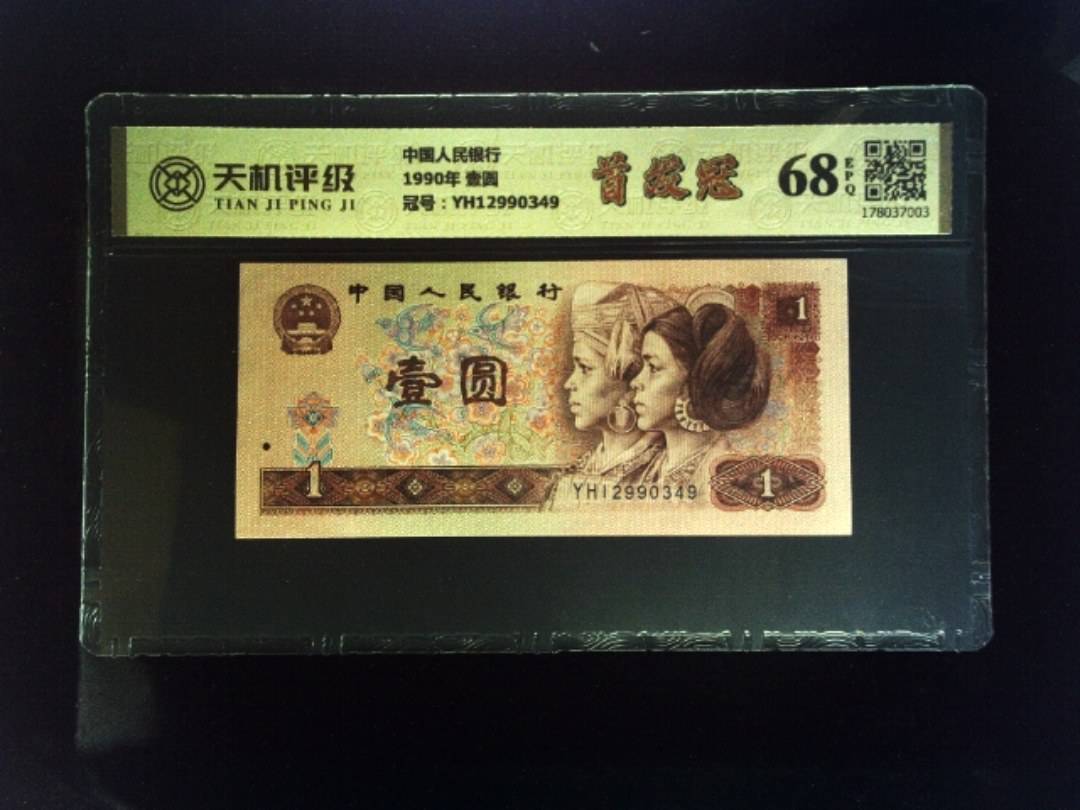 天机评级
TIAN JI PING JI
中国人民银行
1990年 壹圆
冠号：YH12990349
首发冠
68
EPQ
178037003
中国人民银行
1
壹圆
1
YH12990349
1